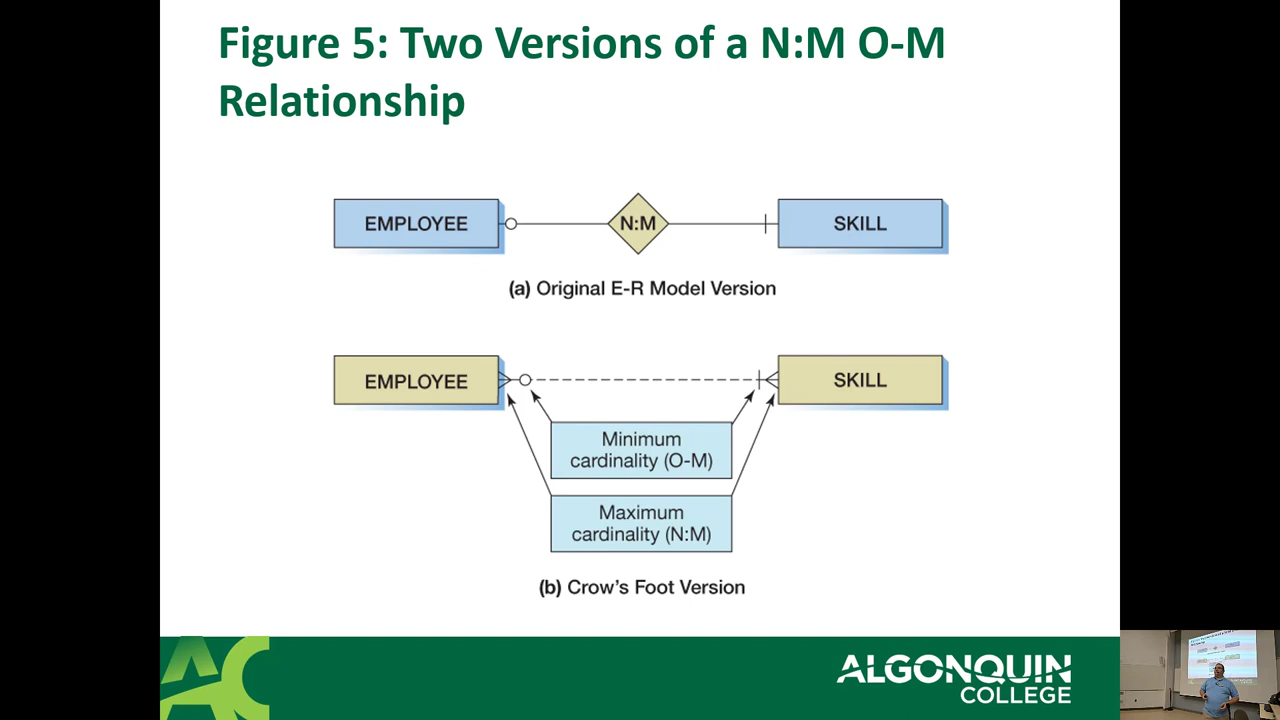 Figure 5: Two Versions of a N:M O-M
Relationship
EMPLOYEE
N:M
SKILL
(a) Original E-R Model Version
EMPLOYEE
SKILL
Minimum
cardinality (O-M)
Maximum
cardinality (N:M)
(b) Crow's Foot Version
AC
ALGONQUIN
COLLEGE